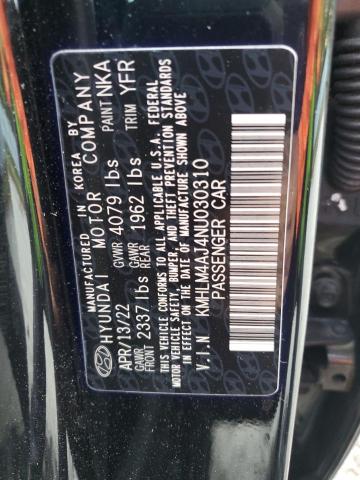 MANUFACTURED IN KOREA BY
HYUNDAI MOTOR COMPANY
APR/13/22 GVWR 4079 lbs PAINT NKA
GAWR FRONT 2337 lbs GAWR REAR 1962 lbs TRIM YFR
THIS VEHICLE CONFORMS TO ALL APPLICABLE U.S.A. FEDERAL
MOTOR VEHICLE SAFETY, BUMPER, AND THEFT PREVENTION STANDARDS
IN EFFECT ON THE DATE OF MANUFACTURE SHOWN ABOVE
V.I.N KMHLM4AJ4NU030310
PASSENGER CAR